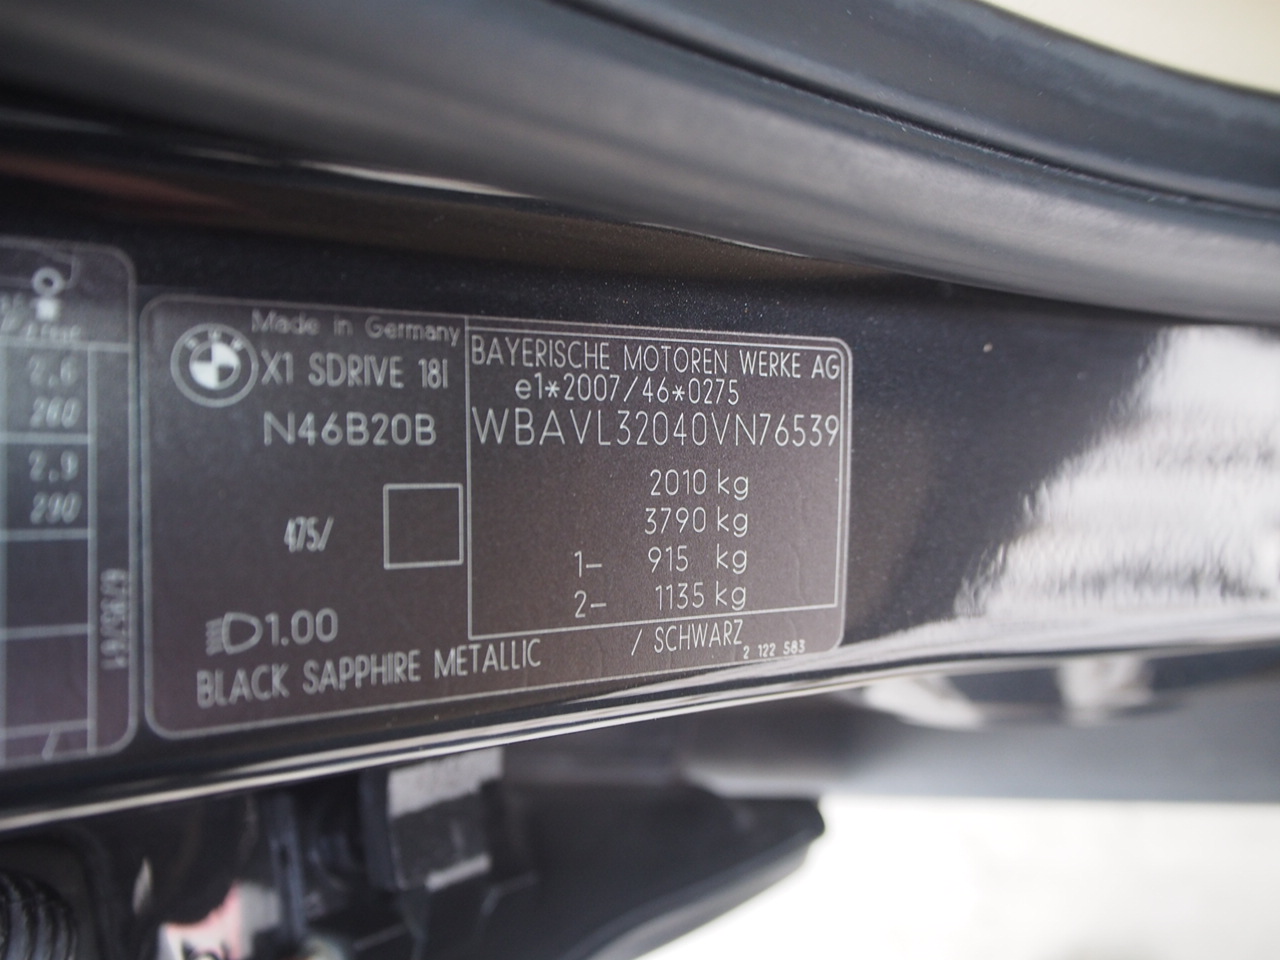 2,6
260
2,9
290
Made in Germany
X1 SDRIVE 18I
N46B20B
475/
1.00
BLACK SAPPHIRE METALLIC / SCHWARZ
2 122 583
BAYERISCHE MOTOREN WERKE AG
e1*2007/46*0275
WBAVL32040VN76539
2010 kg
3790 kg
1– 915 kg
2– 1135 kg